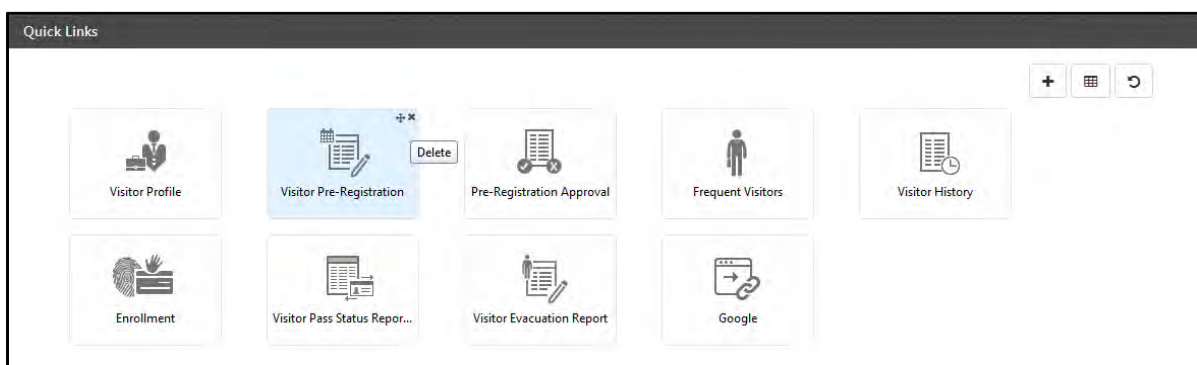 Quick Links
Visitor Profile
Visitor Pre-Registration
Delete
Pre-Registration Approval
Frequent Visitors
Visitor History
Enrollment
Visitor Pass Status Repor...
Visitor Evacuation Report
Google